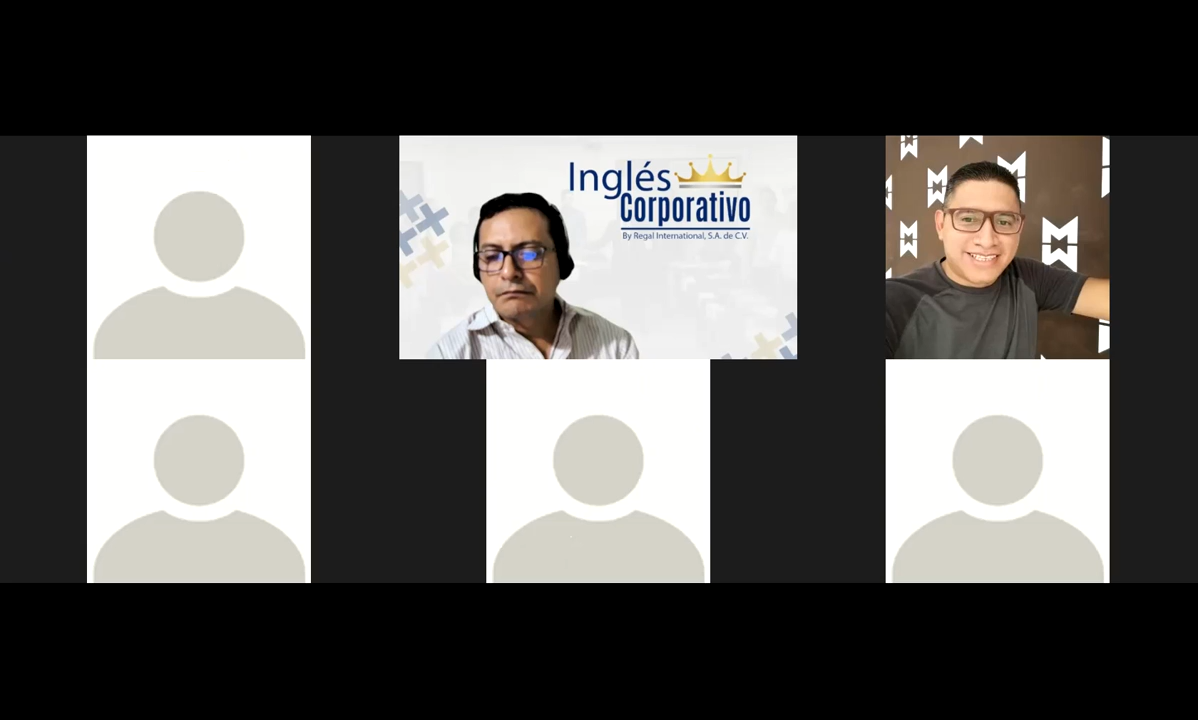 Inglés
Corporativo
By Regal International, S.A. de C.V.